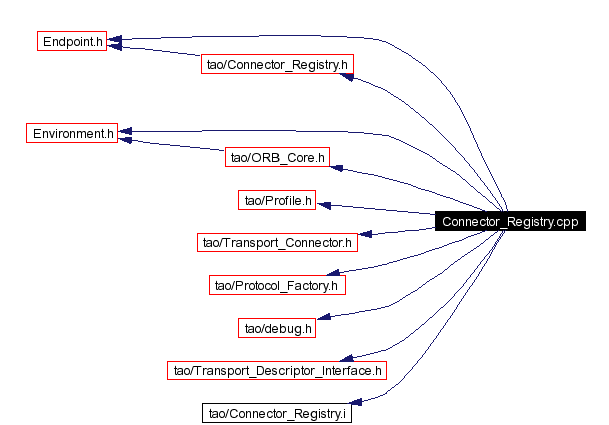 Endpoint.h
tao/Connector_Registry.h
Environment.h
tao/ORB_Core.h
tao/Profile.h
Connector_Registry.cpp
tao/Transport_Connector.h
tao/Protocol_Factory.h
tao/debug.h
tao/Transport_Descriptor_Interface.h
tao/Connector_Registry.i